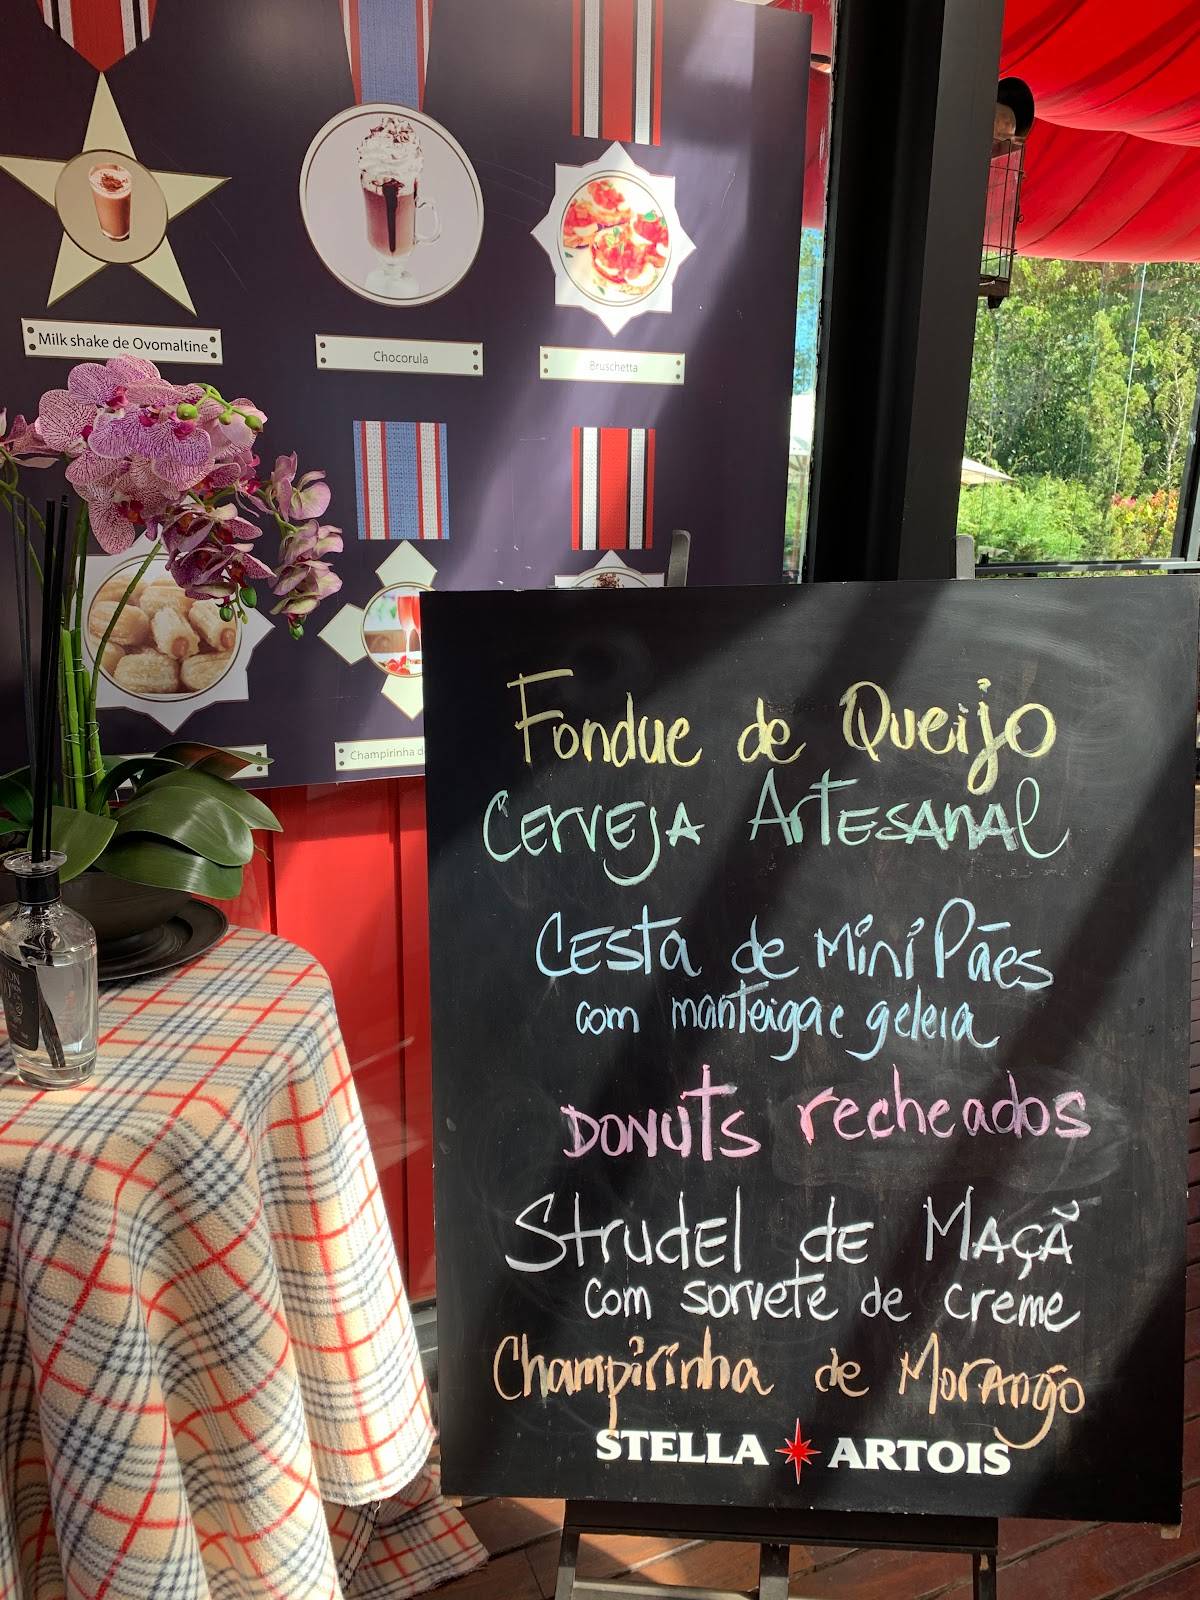 Milk shake de Ovomaltine
Chocorula
Bruschetta
Champirinha d
Fondue de Queijo
Cerveja Artesanal
Cesta de Mini Pães
com manteiga e geleia
Donuts recheados
Strudel de Maçã
com sorvete de creme
Champirinha de Morango
STELLA ARTOIS